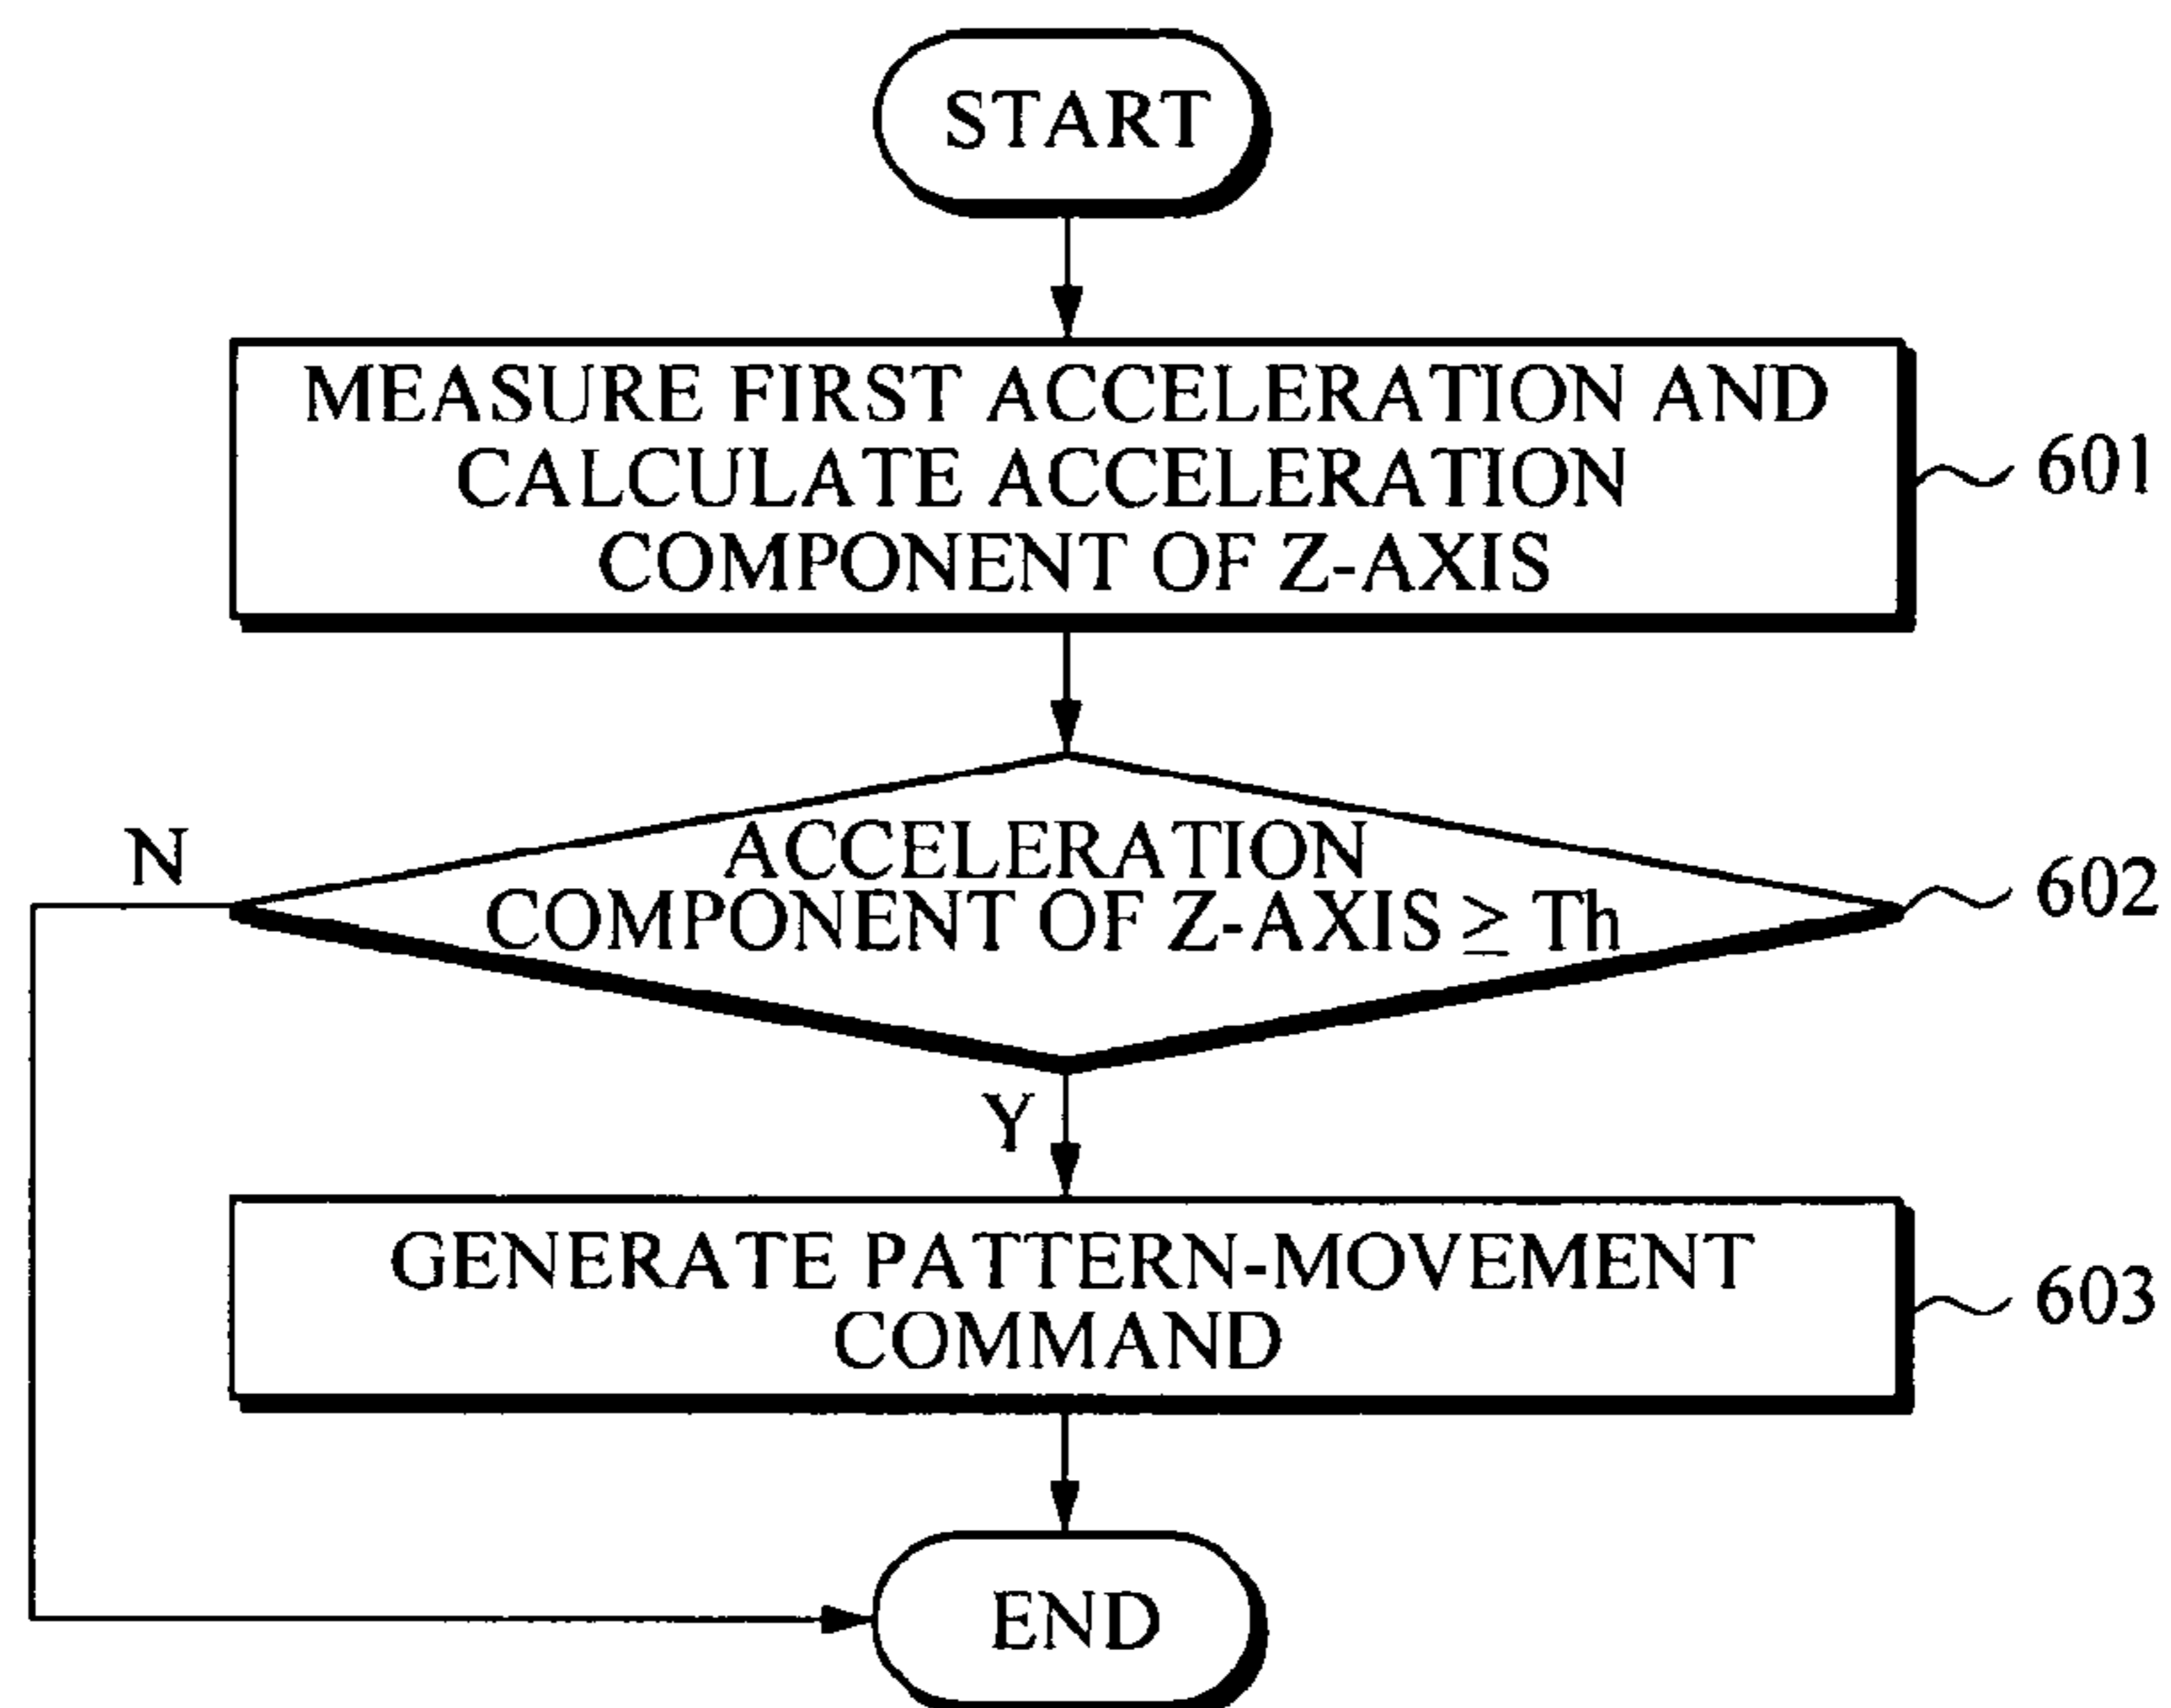 START
MEASURE FIRST ACCELERATION AND
CALCULATE ACCELERATION
COMPONENT OF Z-AXIS
601
ACCELERATION
COMPONENT OF Z-AXIS ≥ Th
602
N
Y
GENERATE PATTERN-MOVEMENT
COMMAND
603
END